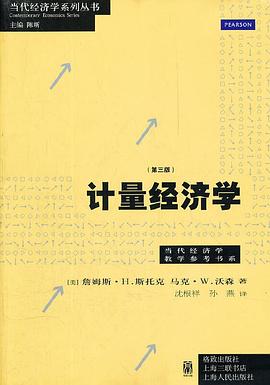 当代经济学系列丛书
Contemporary Economics Series
主编 陈昕
PEARSON
(第三版)
计量经济学
当代经济学
教学参考书系
[美] 詹姆斯·H·斯托克 马克·W·沃森 著
沈根祥 孙燕 译
格致出版社
上海三联书店
上海人民出版社